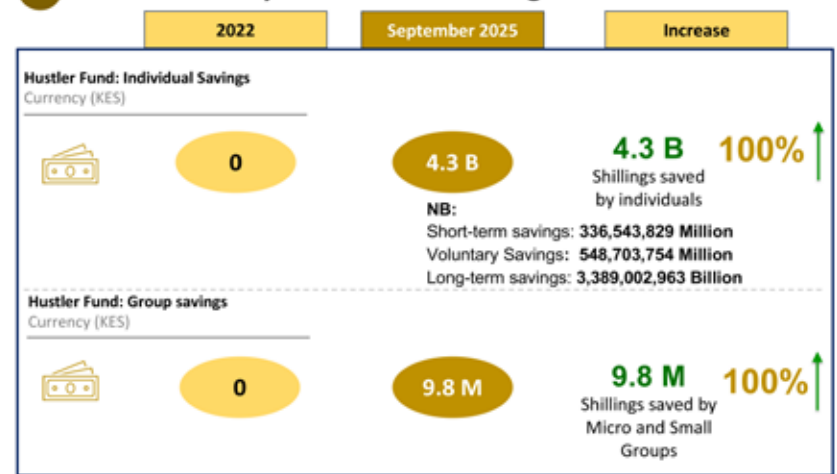 2022
September 2025
Increase
Hustler Fund: Individual Savings
Currency (KES)
0
4.3 B
4.3 B
100%
Shillings saved
by individuals
NB:
Short-term savings: 336,543,829 Million
Voluntary Savings: 548,703,754 Million
Long-term savings: 3,389,002,963 Billion
Hustler Fund: Group savings
Currency (KES)
0
9.8 M
9.8 M
100%
Shillings saved by
Micro and Small
Groups